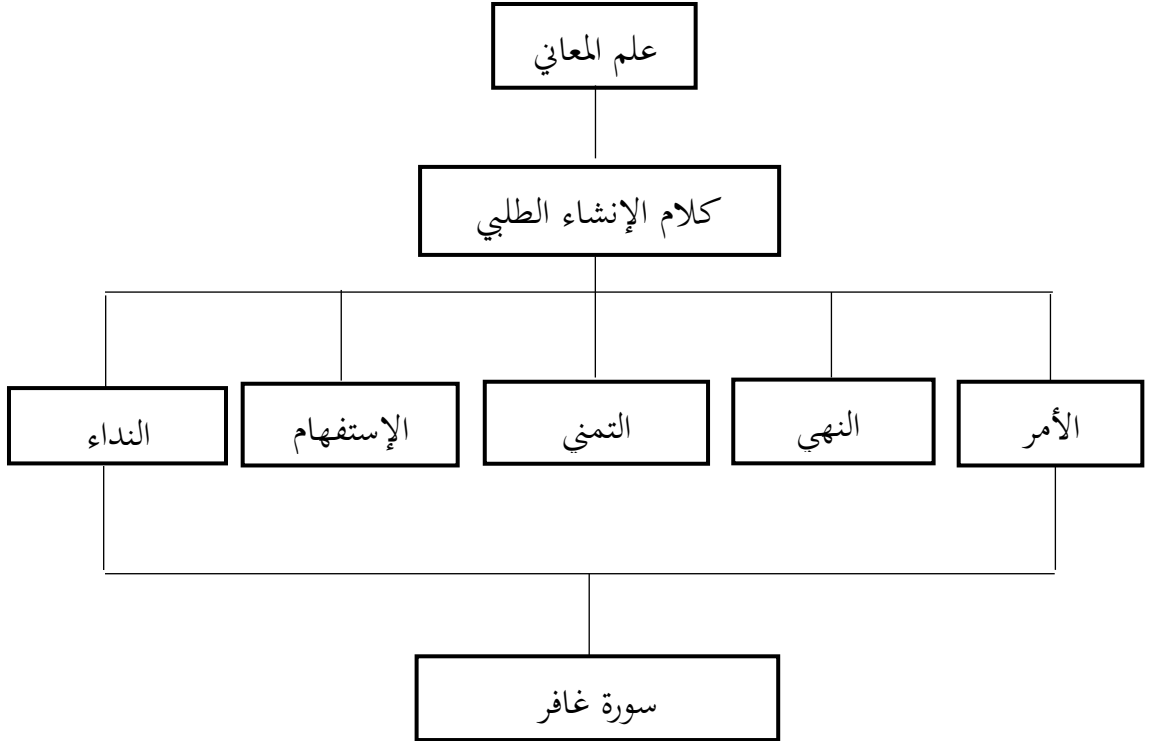 علم المعاني
كلام الإنشاء الطلبي
الأمر
النهي
التمني
الإستفهام
النداء
سورة غافر